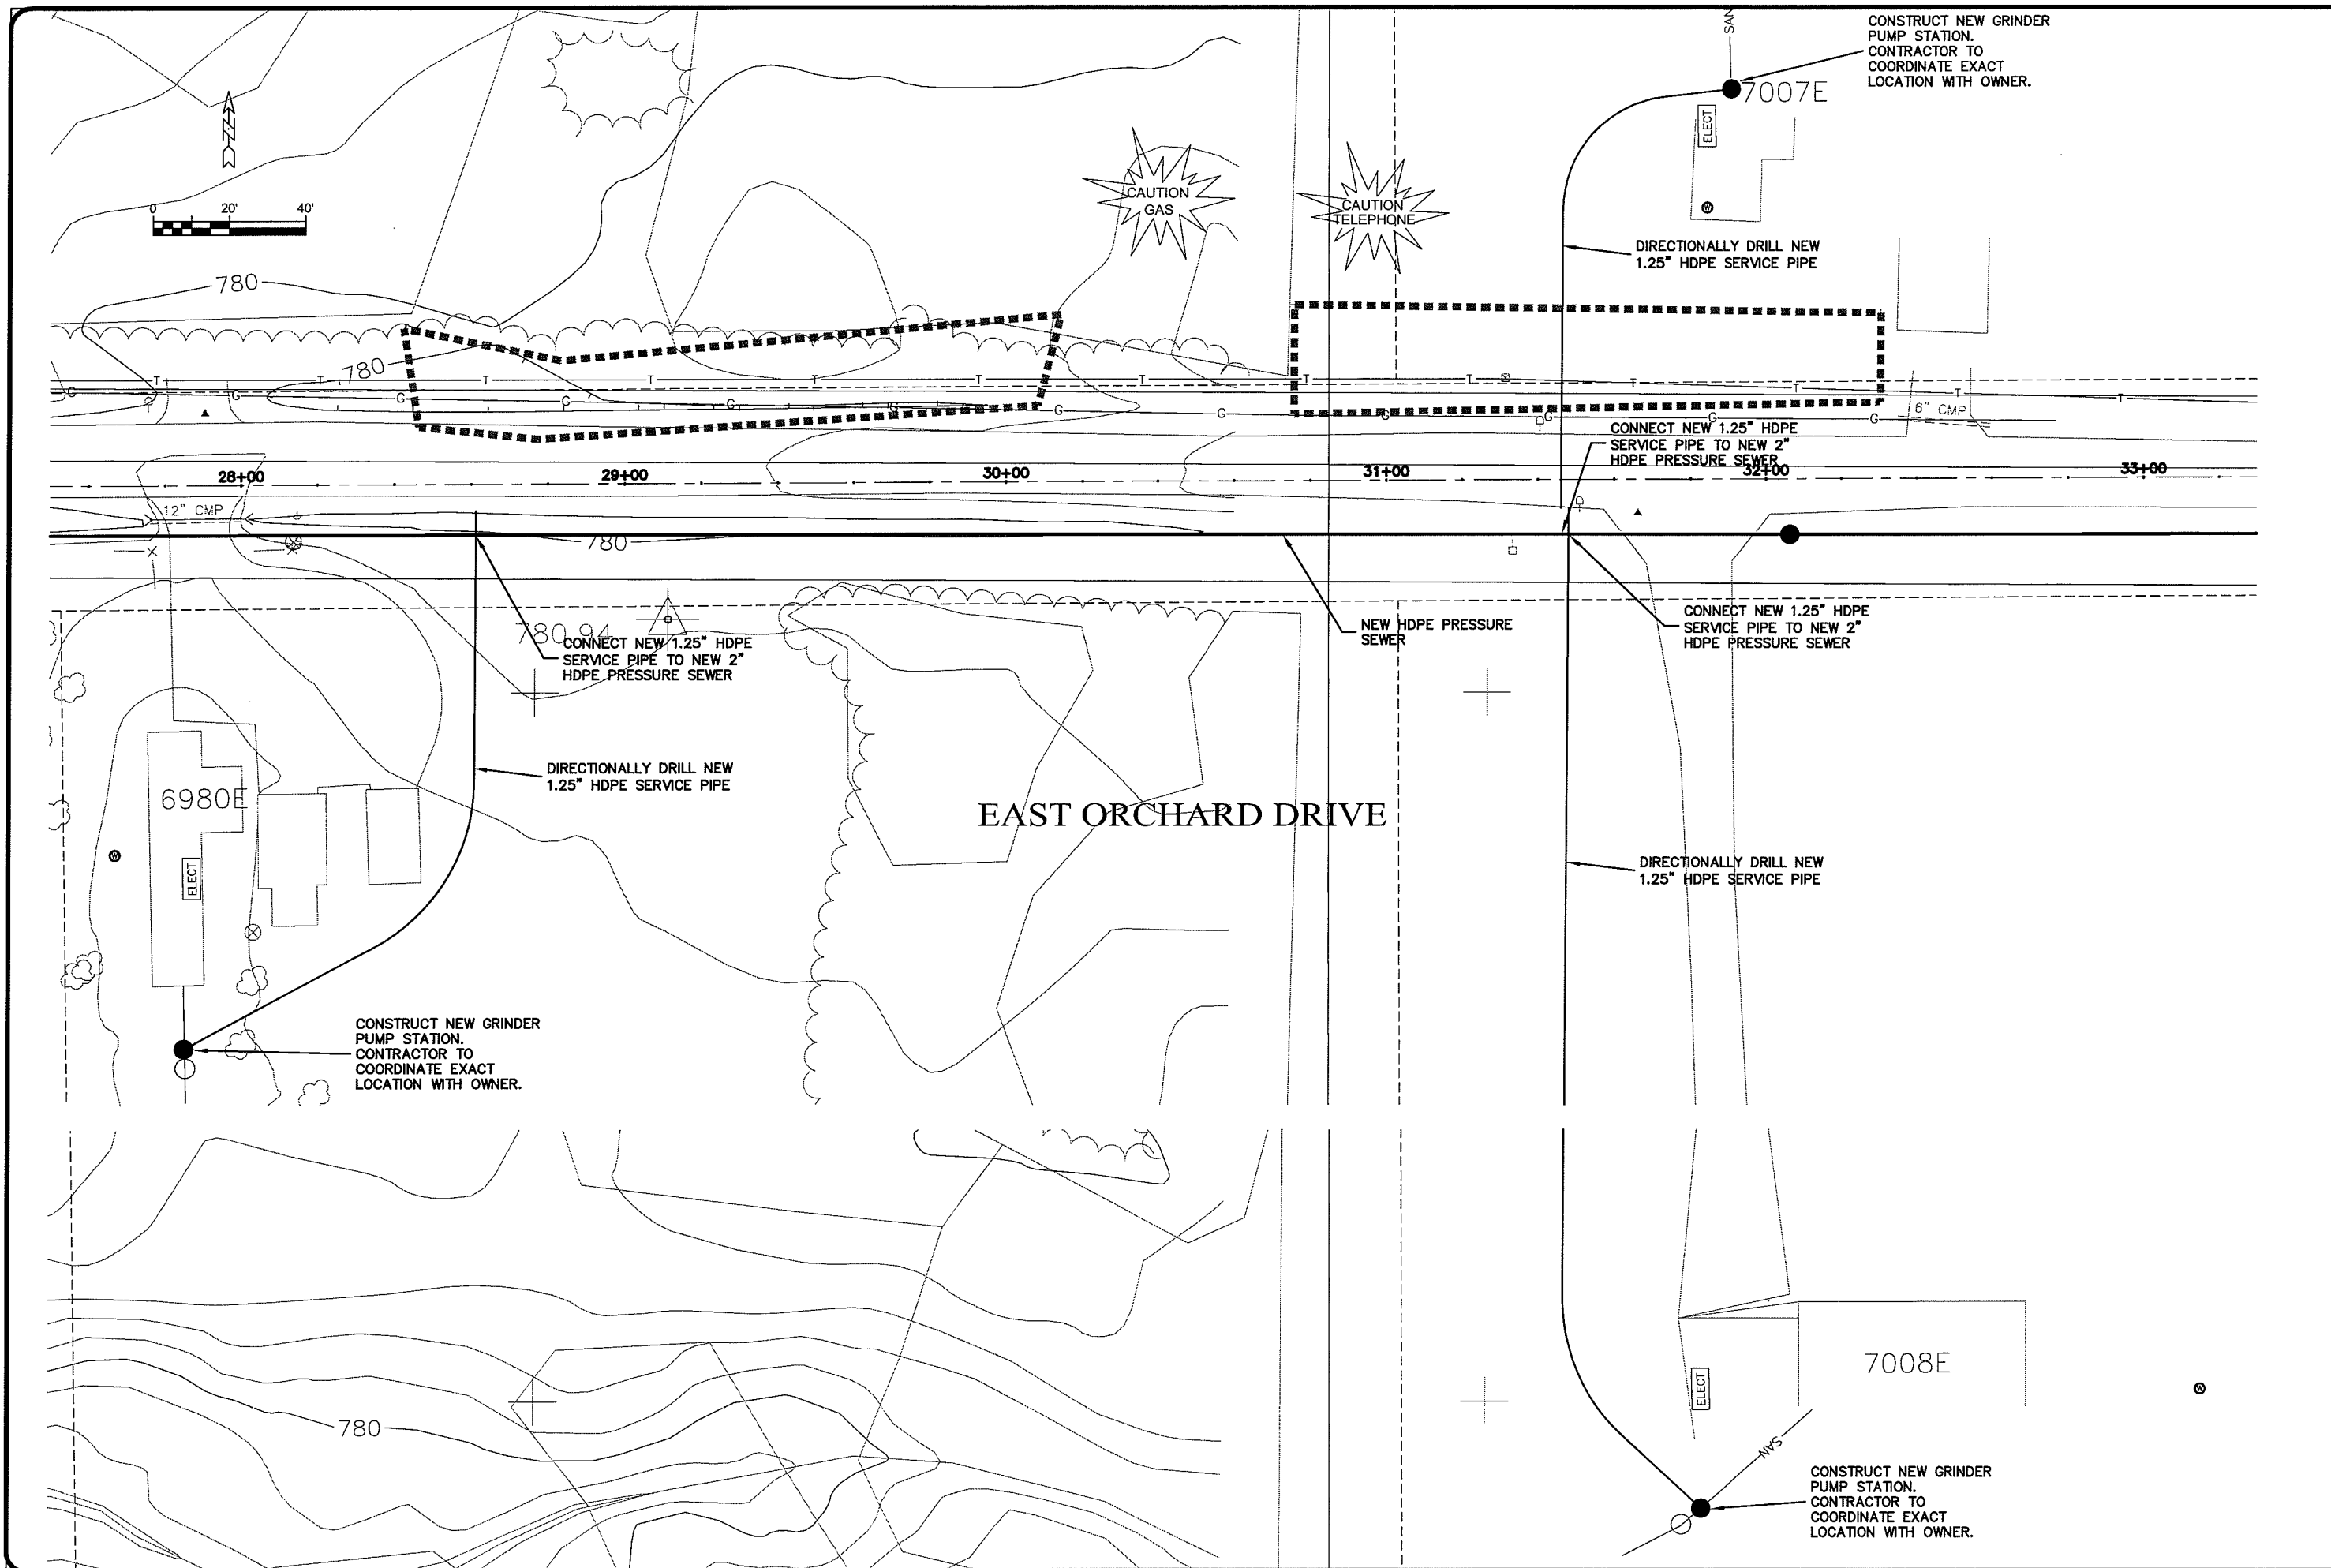 SAN
CONSTRUCT NEW GRINDER
PUMP STATION.
CONTRACTOR TO
COORDINATE EXACT
LOCATION WITH OWNER.
7007E
ELECT
N
0 20' 40'
CAUTION
GAS
CAUTION
TELEPHONE
W
DIRECTIONALLY DRILL NEW
1.25" HDPE SERVICE PIPE
780
780
T T T T T T T T T T T T T
G G G G G G G G G G G G
6" CMP
CONNECT NEW 1.25" HDPE
SERVICE PIPE TO NEW 2"
HDPE PRESSURE SEWER
28+00 29+00 30+00 31+00 32+00 33+00
12" CMP
780
780.94
CONNECT NEW 1.25" HDPE
SERVICE PIPE TO NEW 2"
HDPE PRESSURE SEWER
NEW HDPE PRESSURE
SEWER
CONNECT NEW 1.25" HDPE
SERVICE PIPE TO NEW 2"
HDPE PRESSURE SEWER
DIRECTIONALLY DRILL NEW
1.25" HDPE SERVICE PIPE
6980E
EAST ORCHARD DRIVE
W
ELECT
DIRECTIONALLY DRILL NEW
1.25" HDPE SERVICE PIPE
CONSTRUCT NEW GRINDER
PUMP STATION.
CONTRACTOR TO
COORDINATE EXACT
LOCATION WITH OWNER.
7008E
ELECT
W
780
SAN
CONSTRUCT NEW GRINDER
PUMP STATION.
CONTRACTOR TO
COORDINATE EXACT
LOCATION WITH OWNER.